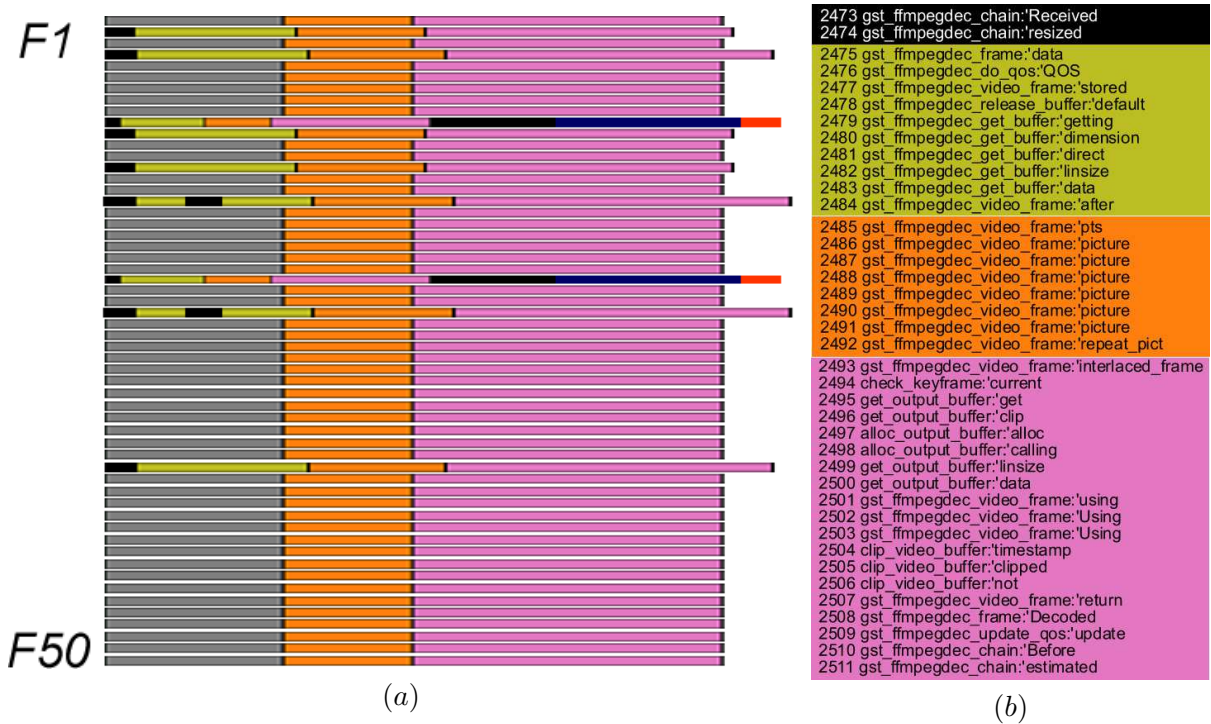 F1
F50
(a)
2473 gst_ffmpegdec_chain:'Received
2474 gst_ffmpegdec_chain:'resized
2475 gst_ffmpegdec_frame:'data
2476 gst_ffmpegdec_do_qos:'QOS
2477 gst_ffmpegdec_video_frame:'stored
2478 gst_ffmpegdec_release_buffer:'default
2479 gst_ffmpegdec_get_buffer:'getting
2480 gst_ffmpegdec_get_buffer:'dimension
2481 gst_ffmpegdec_get_buffer:'direct
2482 gst_ffmpegdec_get_buffer:'linsize
2483 gst_ffmpegdec_get_buffer:'data
2484 gst_ffmpegdec_video_frame:'after
2485 gst_ffmpegdec_video_frame:'pts
2486 gst_ffmpegdec_video_frame:'picture
2487 gst_ffmpegdec_video_frame:'picture
2488 gst_ffmpegdec_video_frame:'picture
2489 gst_ffmpegdec_video_frame:'picture
2490 gst_ffmpegdec_video_frame:'picture
2491 gst_ffmpegdec_video_frame:'picture
2492 gst_ffmpegdec_video_frame:'repeat_pict
2493 gst_ffmpegdec_video_frame:'interlaced_frame
2494 check_keyframe:'current
2495 get_output_buffer:'get
2496 get_output_buffer:'clip
2497 alloc_output_buffer:'alloc
2498 alloc_output_buffer:'calling
2499 get_output_buffer:'linsize
2500 get_output_buffer:'data
2501 gst_ffmpegdec_video_frame:'using
2502 gst_ffmpegdec_video_frame:'Using
2503 gst_ffmpegdec_video_frame:'Using
2504 clip_video_buffer:'timestamp
2505 clip_video_buffer:'clipped
2506 clip_video_buffer:'not
2507 gst_ffmpegdec_video_frame:'return
2508 gst_ffmpegdec_frame:'Decoded
2509 gst_ffmpegdec_update_qos:'update
2510 gst_ffmpegdec_chain:'Before
2511 gst_ffmpegdec_chain:'estimated
(b)